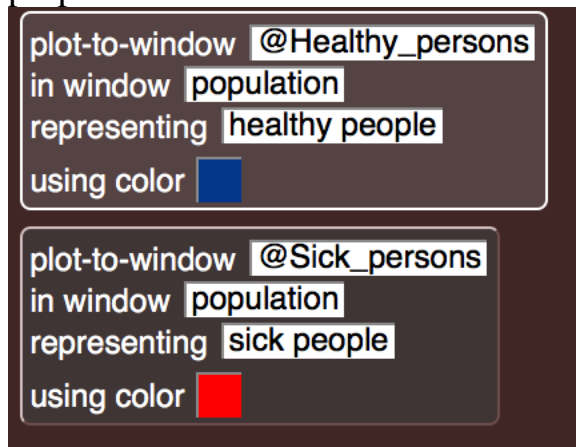 plot-to-window @Healthy_persons
in window population
representing healthy people
using color
plot-to-window @Sick_persons
in window population
representing sick people
using color